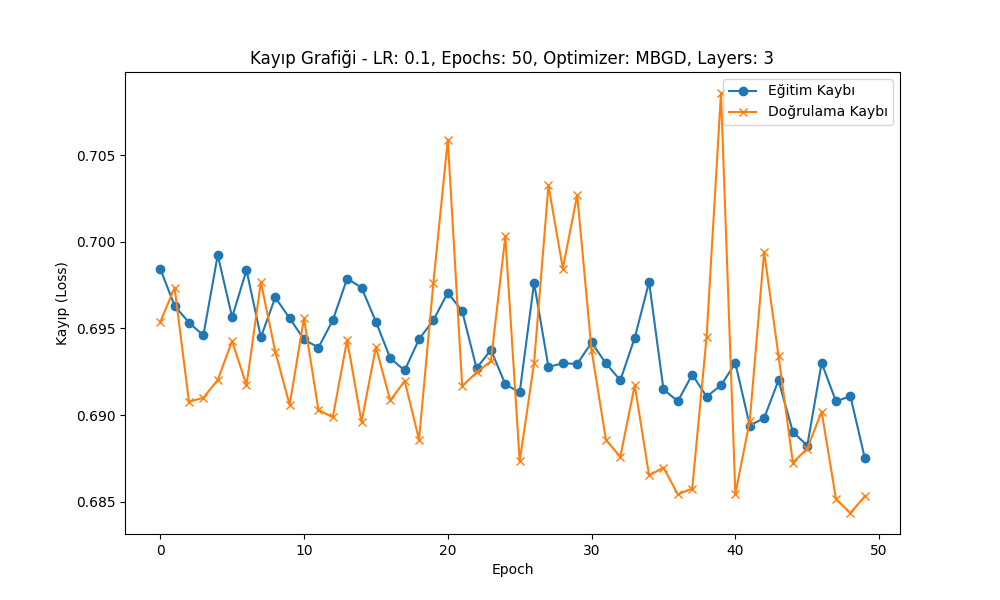 Kayıp Grafiği - LR: 0.1, Epochs: 50, Optimizer: MBGD, Layers: 3
Eğitim Kaybı
Doğrulama Kaybı
Kayıp (Loss)
0.705
0.700
0.695
0.690
0.685
0 10 20 30 40 50
Epoch